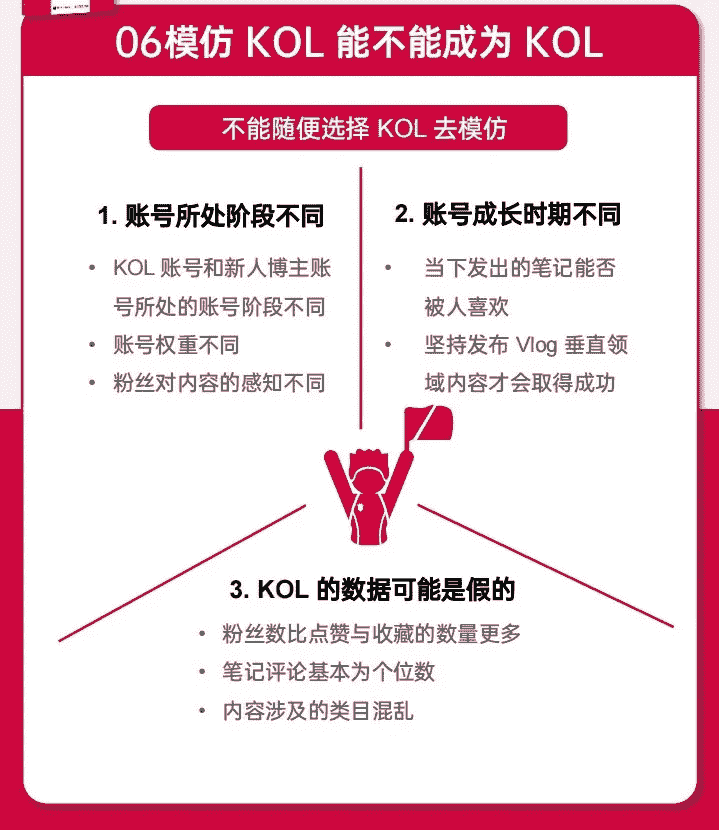 06模仿 KOL 能不能成为 KOL
不能随便选择 KOL 去模仿
1. 账号所处阶段不同
• KOL 账号和新人博主账
号所处的账号阶段不同
• 账号权重不同
• 粉丝对内容的感知不同
2. 账号成长时期不同
• 当下发出的笔记能否
被人喜欢
• 坚持发布 Vlog 垂直领
域内容才会取得成功
3. KOL 的数据可能是假的
• 粉丝数比点赞与收藏的数量更多
• 笔记评论基本为个位数
• 内容涉及的类目混乱